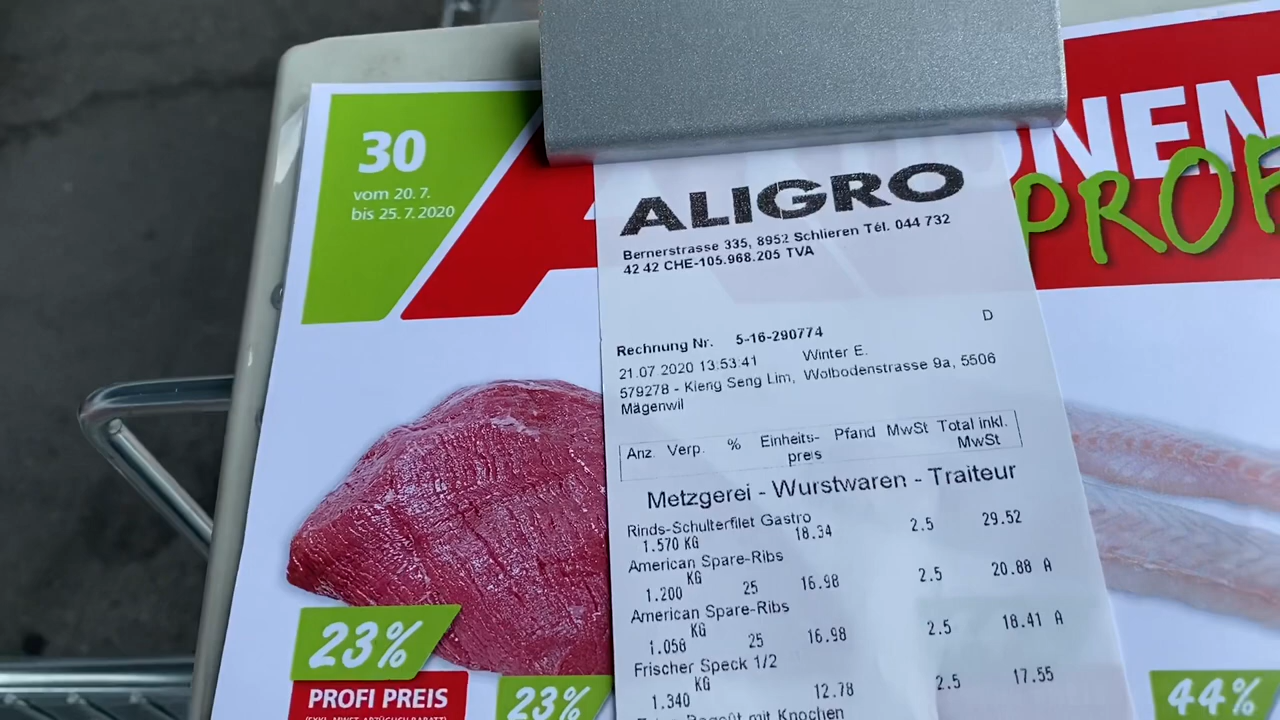 30
vom 20. 7.
bis 25. 7. 2020
PROF
ALIGRO
Bernerstrasse 335, 8952 Schlieren Tél. 044 732
42 42 CHE-105.968.205 TVA
D
Rechnung Nr. 5-16-290774
21.07 2020 13:53:41 Winter E.
579278 - Kieng Seng Lim, Wolbodenstrasse 9a, 5506
Mägenwil
Anz. Verp. % Einheits- Pfand MwSt Total inkl.
preis MwSt
Metzgerei - Wurstwaren - Traiteur
Rinds-Schulterfilet Gastro
1.570 KG 18.34 2.5 29.52
American Spare-Ribs
1.200 KG 25 16.98 2.5 20.88 A
American Spare-Ribs
1.058 KG 25 16.98 2.5 18.41 A
Frischer Speck 1/2
1.340 KG 12.78 2.5 17.55
mit Knochen
23%
PROFI PREIS
23%
44%